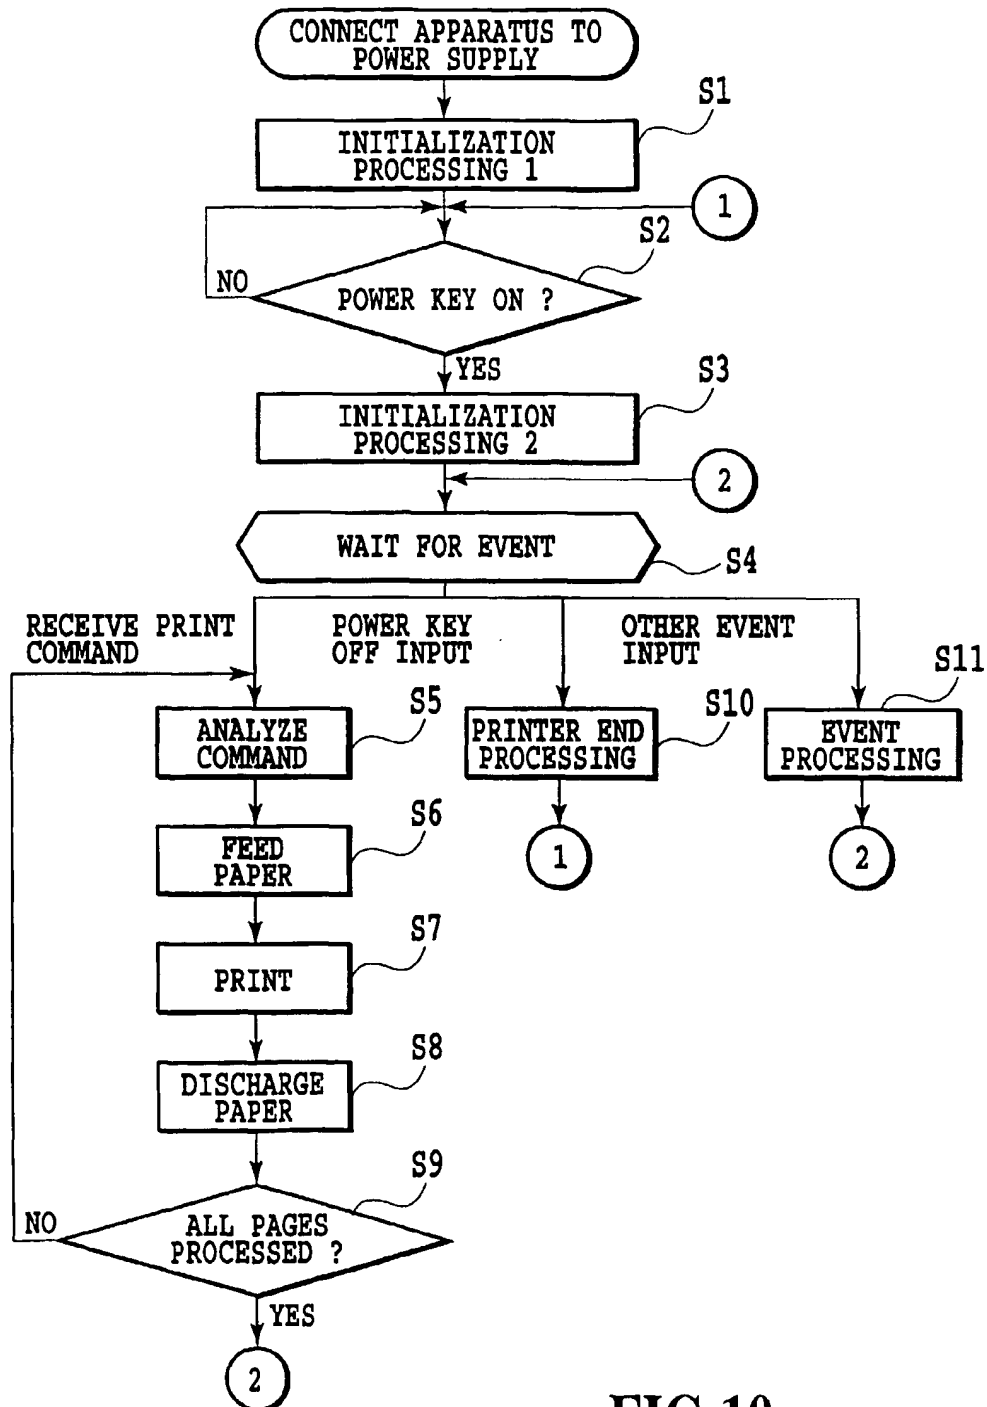 CONNECT APPARATUS TO
POWER SUPPLY
S1
INITIALIZATION
PROCESSING 1
1
S2
NO
POWER KEY ON ?
YES
S3
INITIALIZATION
PROCESSING 2
2
WAIT FOR EVENT
S4
RECEIVE PRINT
COMMAND
POWER KEY
OFF INPUT
OTHER EVENT
INPUT
S5
ANALYZE
COMMAND
S10
PRINTER END
PROCESSING
S11
EVENT
PROCESSING
S6
FEED
PAPER
1
2
S7
PRINT
S8
DISCHARGE
PAPER
S9
NO
ALL PAGES
PROCESSED ?
YES
2
FIG.10